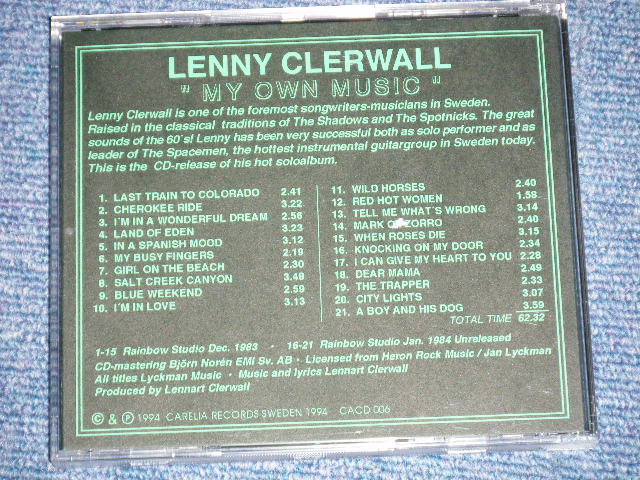 LENNY CLERWALL
" MY OWN MUSIC "
Lenny Clerwall is one of the foremost songwriters-musicians in Sweden.
Raised in the classical traditions of The Shadows and The Spotnicks. The great
sounds of the 60´s! Lenny has been very successful both as solo performer and as
leader of The Spacemen, the hottest instrumental guitargroup in Sweden today.
This is the CD-release of his hot soloalbum.
1. LAST TRAIN TO COLORADO 2.41
2. CHEROKEE RIDE 3.22
3. I'M IN A WONDERFUL DREAM 2.56
4. LAND OF EDEN 3.23
5. IN A SPANISH MOOD 3.12
6. MY BUSY FINGERS 2.19
7. GIRL ON THE BEACH 2.30
8. SALT CREEK CANYON 3.48
9. BLUE WEEKEND 2.59
10. I'M IN LOVE 3.13
11. WILD HORSES 2.40
12. RED HOT WOMEN 1.58
13. TELL ME WHAT'S WRONG 3.14
14. MARK OF ZORRO 2.40
15. WHEN ROSES DIE 3.15
16. KNOCKING ON MY DOOR 2.34
17. I CAN GIVE MY HEART TO YOU 2.28
18. DEAR MAMA 2.49
19. THE TRAPPER 2.33
20. CITY LIGHTS 3.07
21. A BOY AND HIS DOG 3.59
TOTAL TIME 62.32
1-15 Rainbow Studio Dec. 1983 · 16-21 Rainbow Studio Jan. 1984 Unreleased
CD-mastering Björn Norén EMI Sv. AB · Licensed from Heron Rock Music / Jan Lyckman
All titles Lyckman Music · Music and lyrics Lennart Clerwall
Produced by Lennart Clerwall
© & ℗ 1994 CARELIA RECORDS SWEDEN 1994 CACD 006